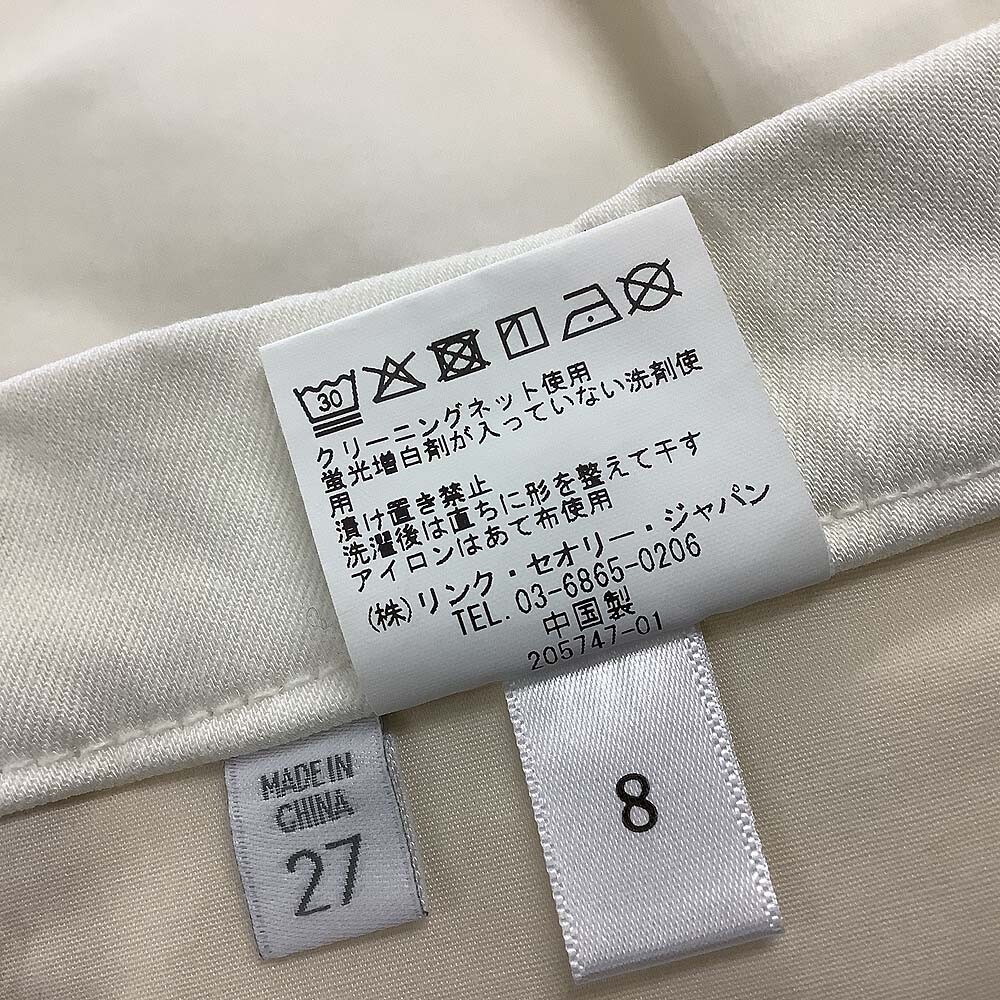 30
クリーニングネット使用
蛍光増白剤が入っていない洗剤使
用
漬け置き禁止
洗濯後は直ちに形を整えて干す
アイロンはあて布使用
(株)リンク・セオリー・ジャパン
TEL. 03-6865-0206
中国製
205747-01
MADE IN
CHINA
27
8